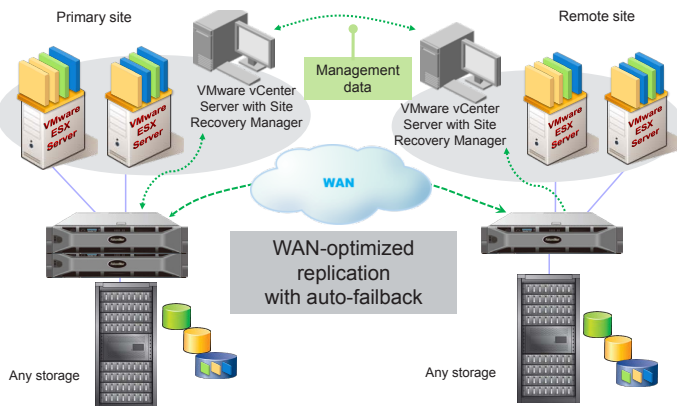 Primary site
Remote site
VMware
ESX
Server
VMware
ESX
Server
VMware vCenter
Server with Site
Recovery Manager
Management
data
VMware vCenter
Server with Site
Recovery Manager
VMware
ESX
Server
VMware
ESX
Server
WAN
WAN-optimized
replication
with auto-failback
Any storage
Any storage